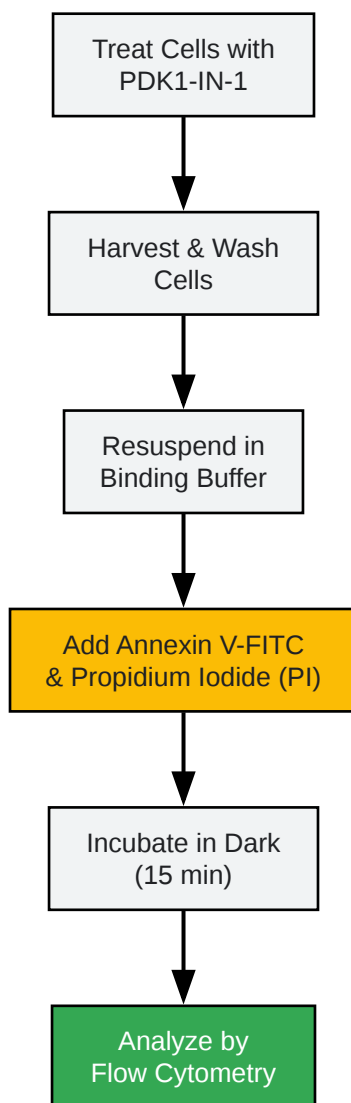 Treat Cells with
PDK1-IN-1
Harvest & Wash
Cells
Resuspend in
Binding Buffer
Add Annexin V-FITC
& Propidium Iodide (PI)
Incubate in Dark
(15 min)
Analyze by
Flow Cytometry